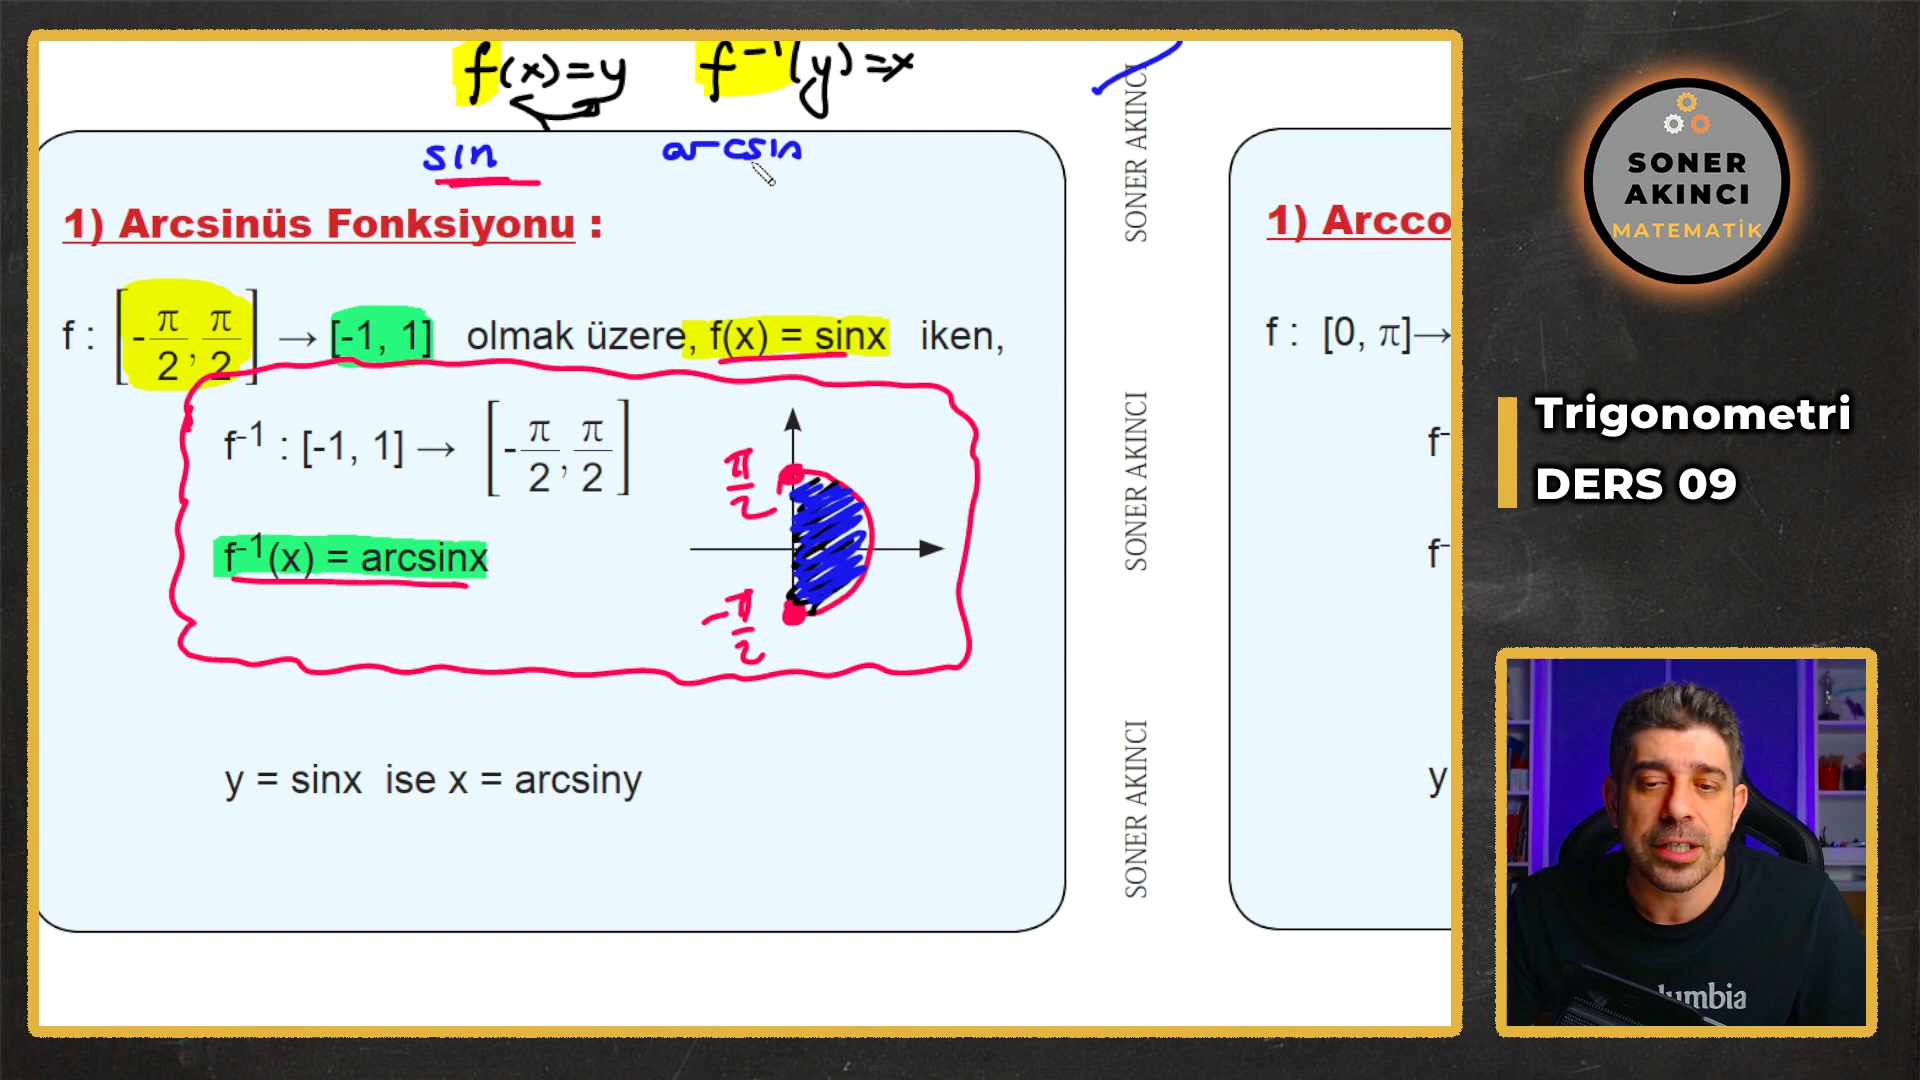 f(x)=y
f⁻¹(y)=x
sin
arcsin
1) Arcsinüs Fonksiyonu :
f : [-π/2, π/2] → [-1, 1] olmak üzere, f(x) = sinx iken,
f⁻¹ : [-1, 1] → [-π/2, π/2]
f⁻¹(x) = arcsinx
π/2
-π/2
y = sinx ise x = arcsiny
SONER AKINCI
SONER AKINCI
SONER AKINCI
1) Arcco
f : [0, π]→
f⁻
f⁻
y
SONER
AKINCI
MATEMATİK
Trigonometri
DERS 09
lumbia